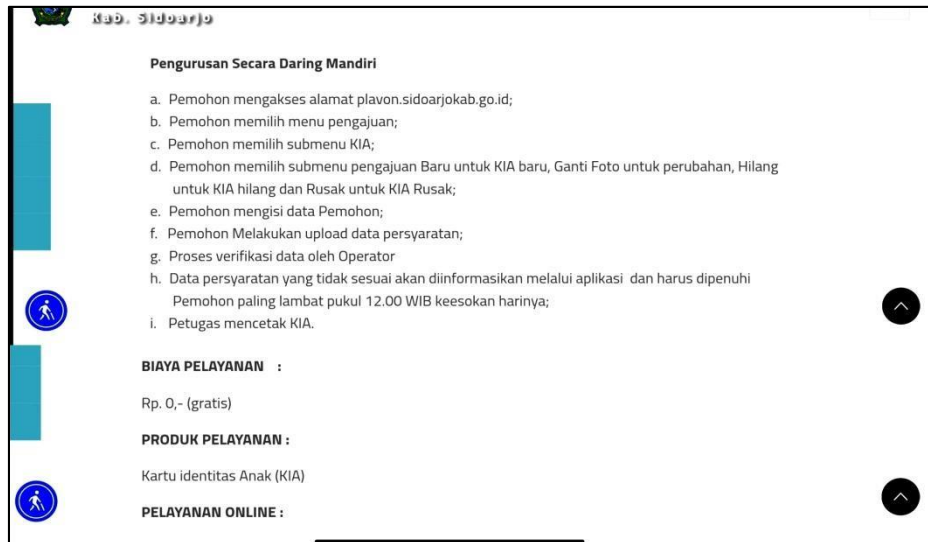 Kab. Sidoarjo
Pengurusan Secara Daring Mandiri
a. Pemohon mengakses alamat plavon.sidoarjokab.go.id;
b. Pemohon memilih menu pengajuan;
c. Pemohon memilih submenu KIA;
d. Pemohon memilih submenu pengajuan Baru untuk KIA baru, Ganti Foto untuk perubahan, Hilang
untuk KIA hilang dan Rusak untuk KIA Rusak;
e. Pemohon mengisi data Pemohon;
f. Pemohon Melakukan upload data persyaratan;
g. Proses verifikasi data oleh Operator
h. Data persyaratan yang tidak sesuai akan diinformasikan melalui aplikasi dan harus dipenuhi
Pemohon paling lambat pukul 12.00 WIB keesokan harinya;
i. Petugas mencetak KIA.
BIAYA PELAYANAN :
Rp. 0,- (gratis)
PRODUK PELAYANAN :
Kartu identitas Anak (KIA)
PELAYANAN ONLINE :